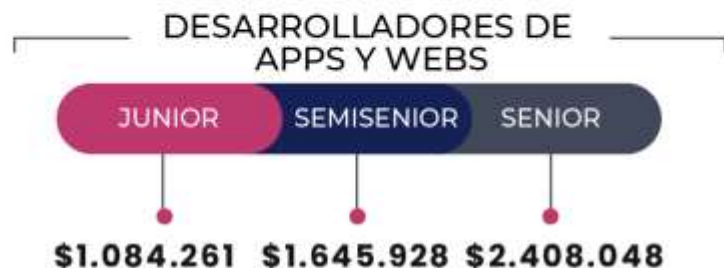 DESARROLLADORES DE
APPS Y WEBS
JUNIOR SEMISENIOR SENIOR
$1.084.261 $1.645.928 $2.408.048